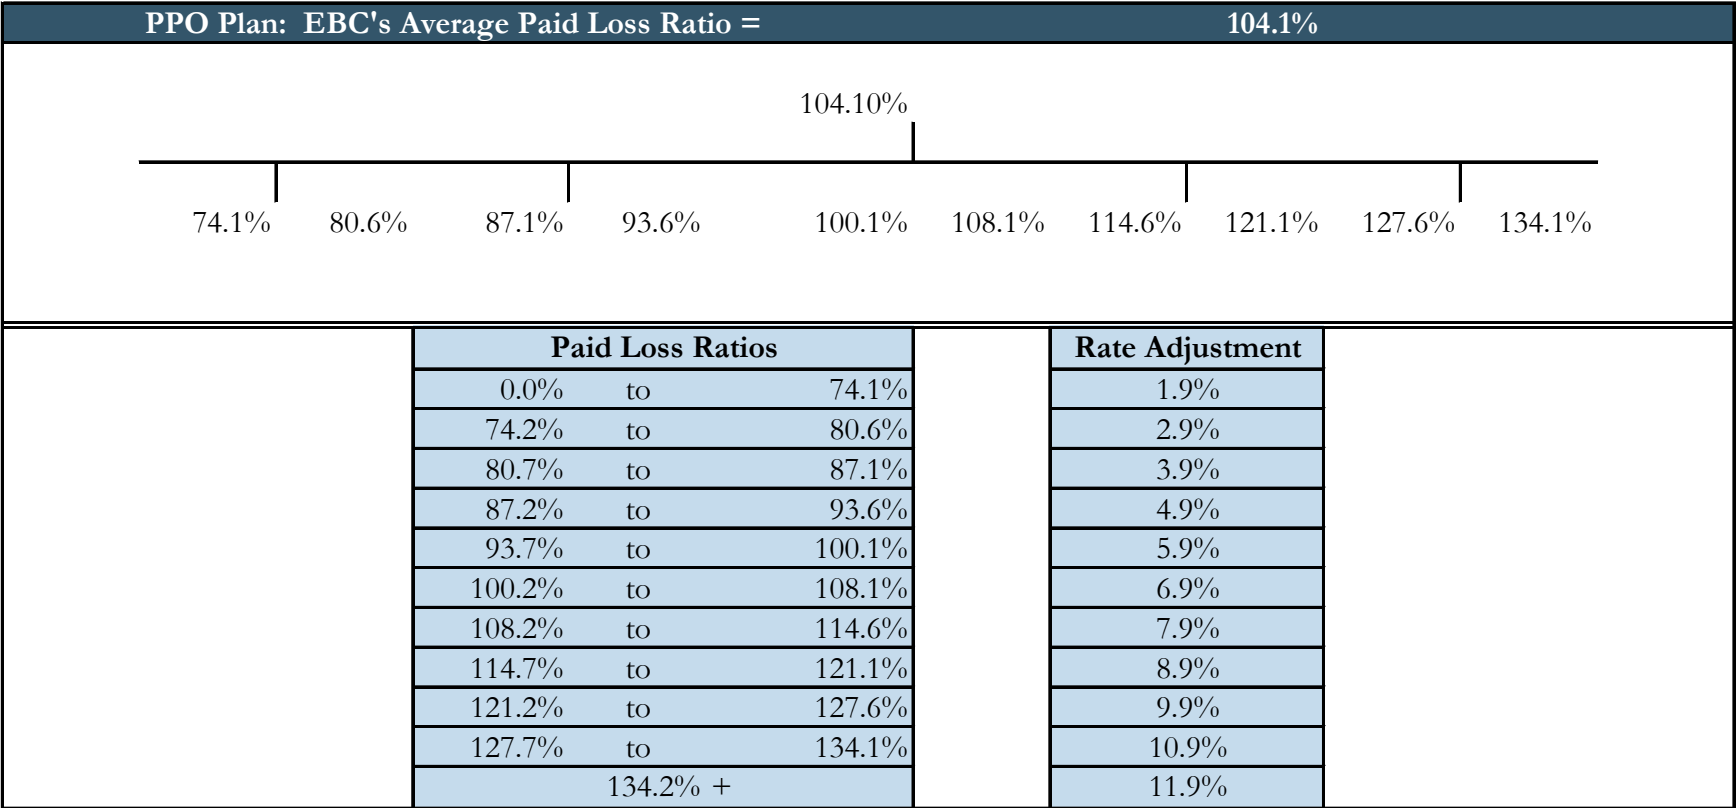 PPO Plan: EBC's Average Paid Loss Ratio = 104.1%
104.10%
74.1% 80.6% 87.1% 93.6% 100.1% 108.1% 114.6% 121.1% 127.6% 134.1%
Paid Loss Ratios Rate Adjustment
0.0% to 74.1% 1.9%
74.2% to 80.6% 2.9%
80.7% to 87.1% 3.9%
87.2% to 93.6% 4.9%
93.7% to 100.1% 5.9%
100.2% to 108.1% 6.9%
108.2% to 114.6% 7.9%
114.7% to 121.1% 8.9%
121.2% to 127.6% 9.9%
127.7% to 134.1% 10.9%
134.2% + 11.9%